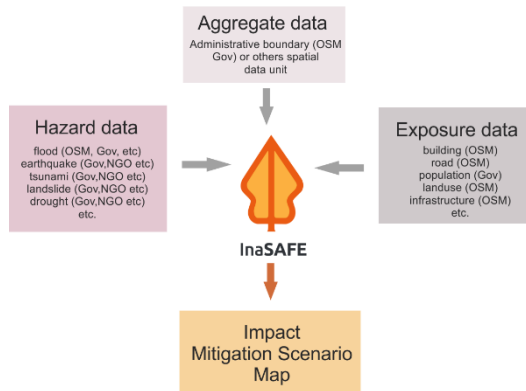 Aggregate data
Administrative boundary (OSM
Gov) or others spatial
data unit
Hazard data
flood (OSM, Gov, etc)
earthquake (Gov,NGO etc)
tsunami (Gov,NGO etc)
landslide (Gov,NGO etc)
drought (Gov,NGO etc)
etc.
Exposure data
building (OSM)
road (OSM)
population (Gov)
landuse (OSM)
infrastructure (OSM)
etc.
InaSAFE
Impact
Mitigation Scenario
Map